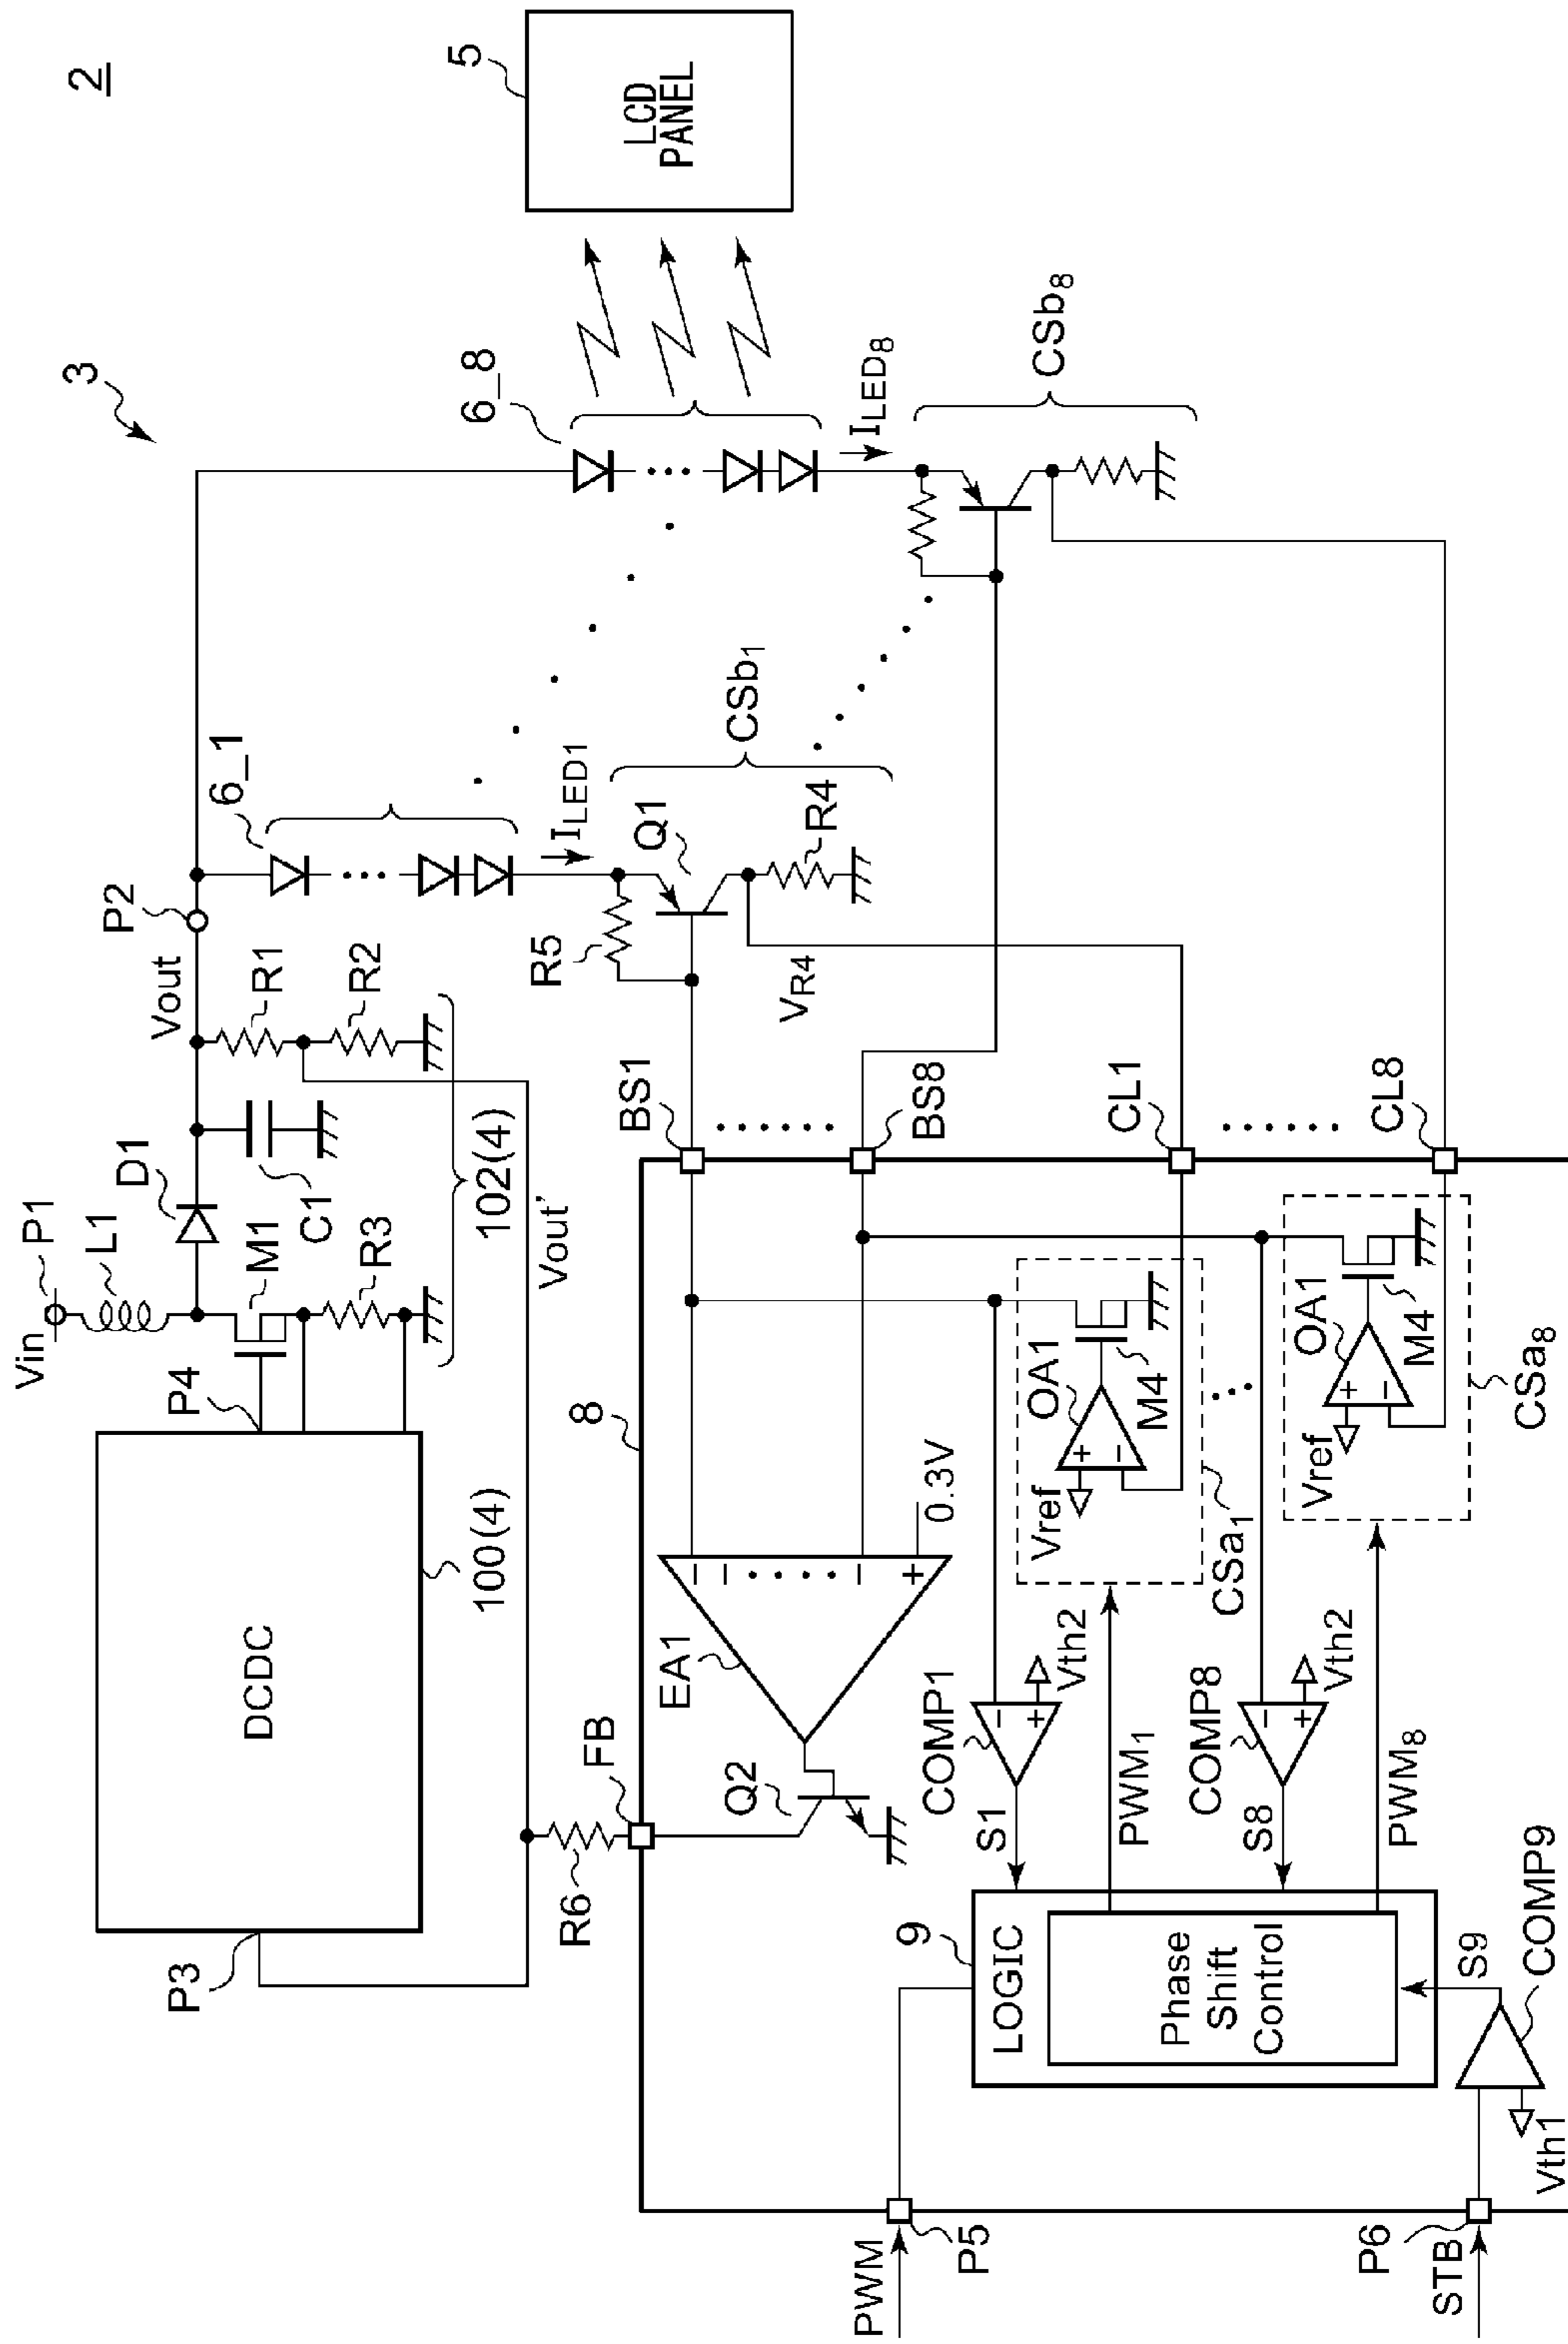 2
3
Vin
P1
L1
D1
Vout
P2
6_1
6_8
5
LCD
PANEL
P4
M1
C1
R1
R2
R3
102(4)
Vout'
DCDC
100(4)
P3
I_LED1
I_LED8
Q1
R5
R4
V_R4
CSb1
CSb8
R6
FB
8
BS1
BS8
CL1
CL8
EA1
0.3V
Q2
Vref
OA1
M4
CSa1
Vref
OA1
M4
CSa8
COMP1
Vth2
COMP8
Vth2
S1
PWM1
S8
PWM8
9
LOGIC
Phase
Shift
Control
S9
COMP9
Vth1
PWM
P5
STB
P6